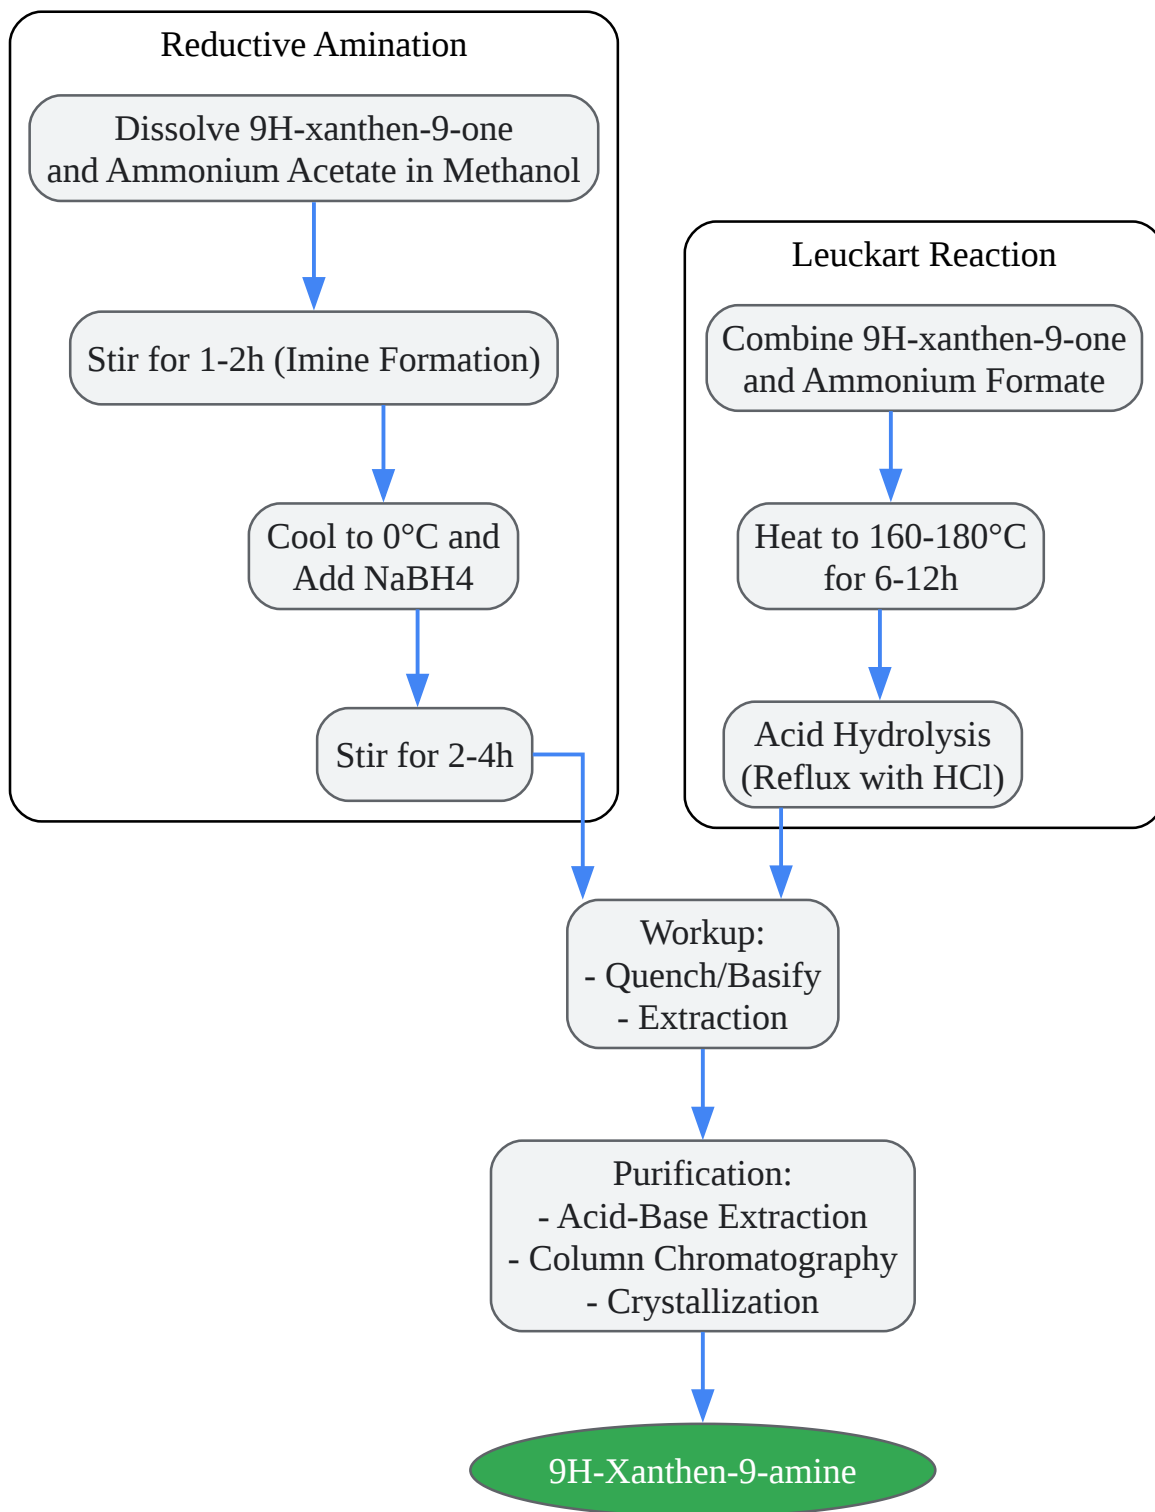 Reductive Amination
Dissolve 9H-xanthen-9-one
and Ammonium Acetate in Methanol
Stir for 1-2h (Imine Formation)
Cool to 0°C and
Add NaBH4
Stir for 2-4h
Leuckart Reaction
Combine 9H-xanthen-9-one
and Ammonium Formate
Heat to 160-180°C
for 6-12h
Acid Hydrolysis
(Reflux with HCl)
Workup:
- Quench/Basify
- Extraction
Purification:
- Acid-Base Extraction
- Column Chromatography
- Crystallization
9H-Xanthen-9-amine